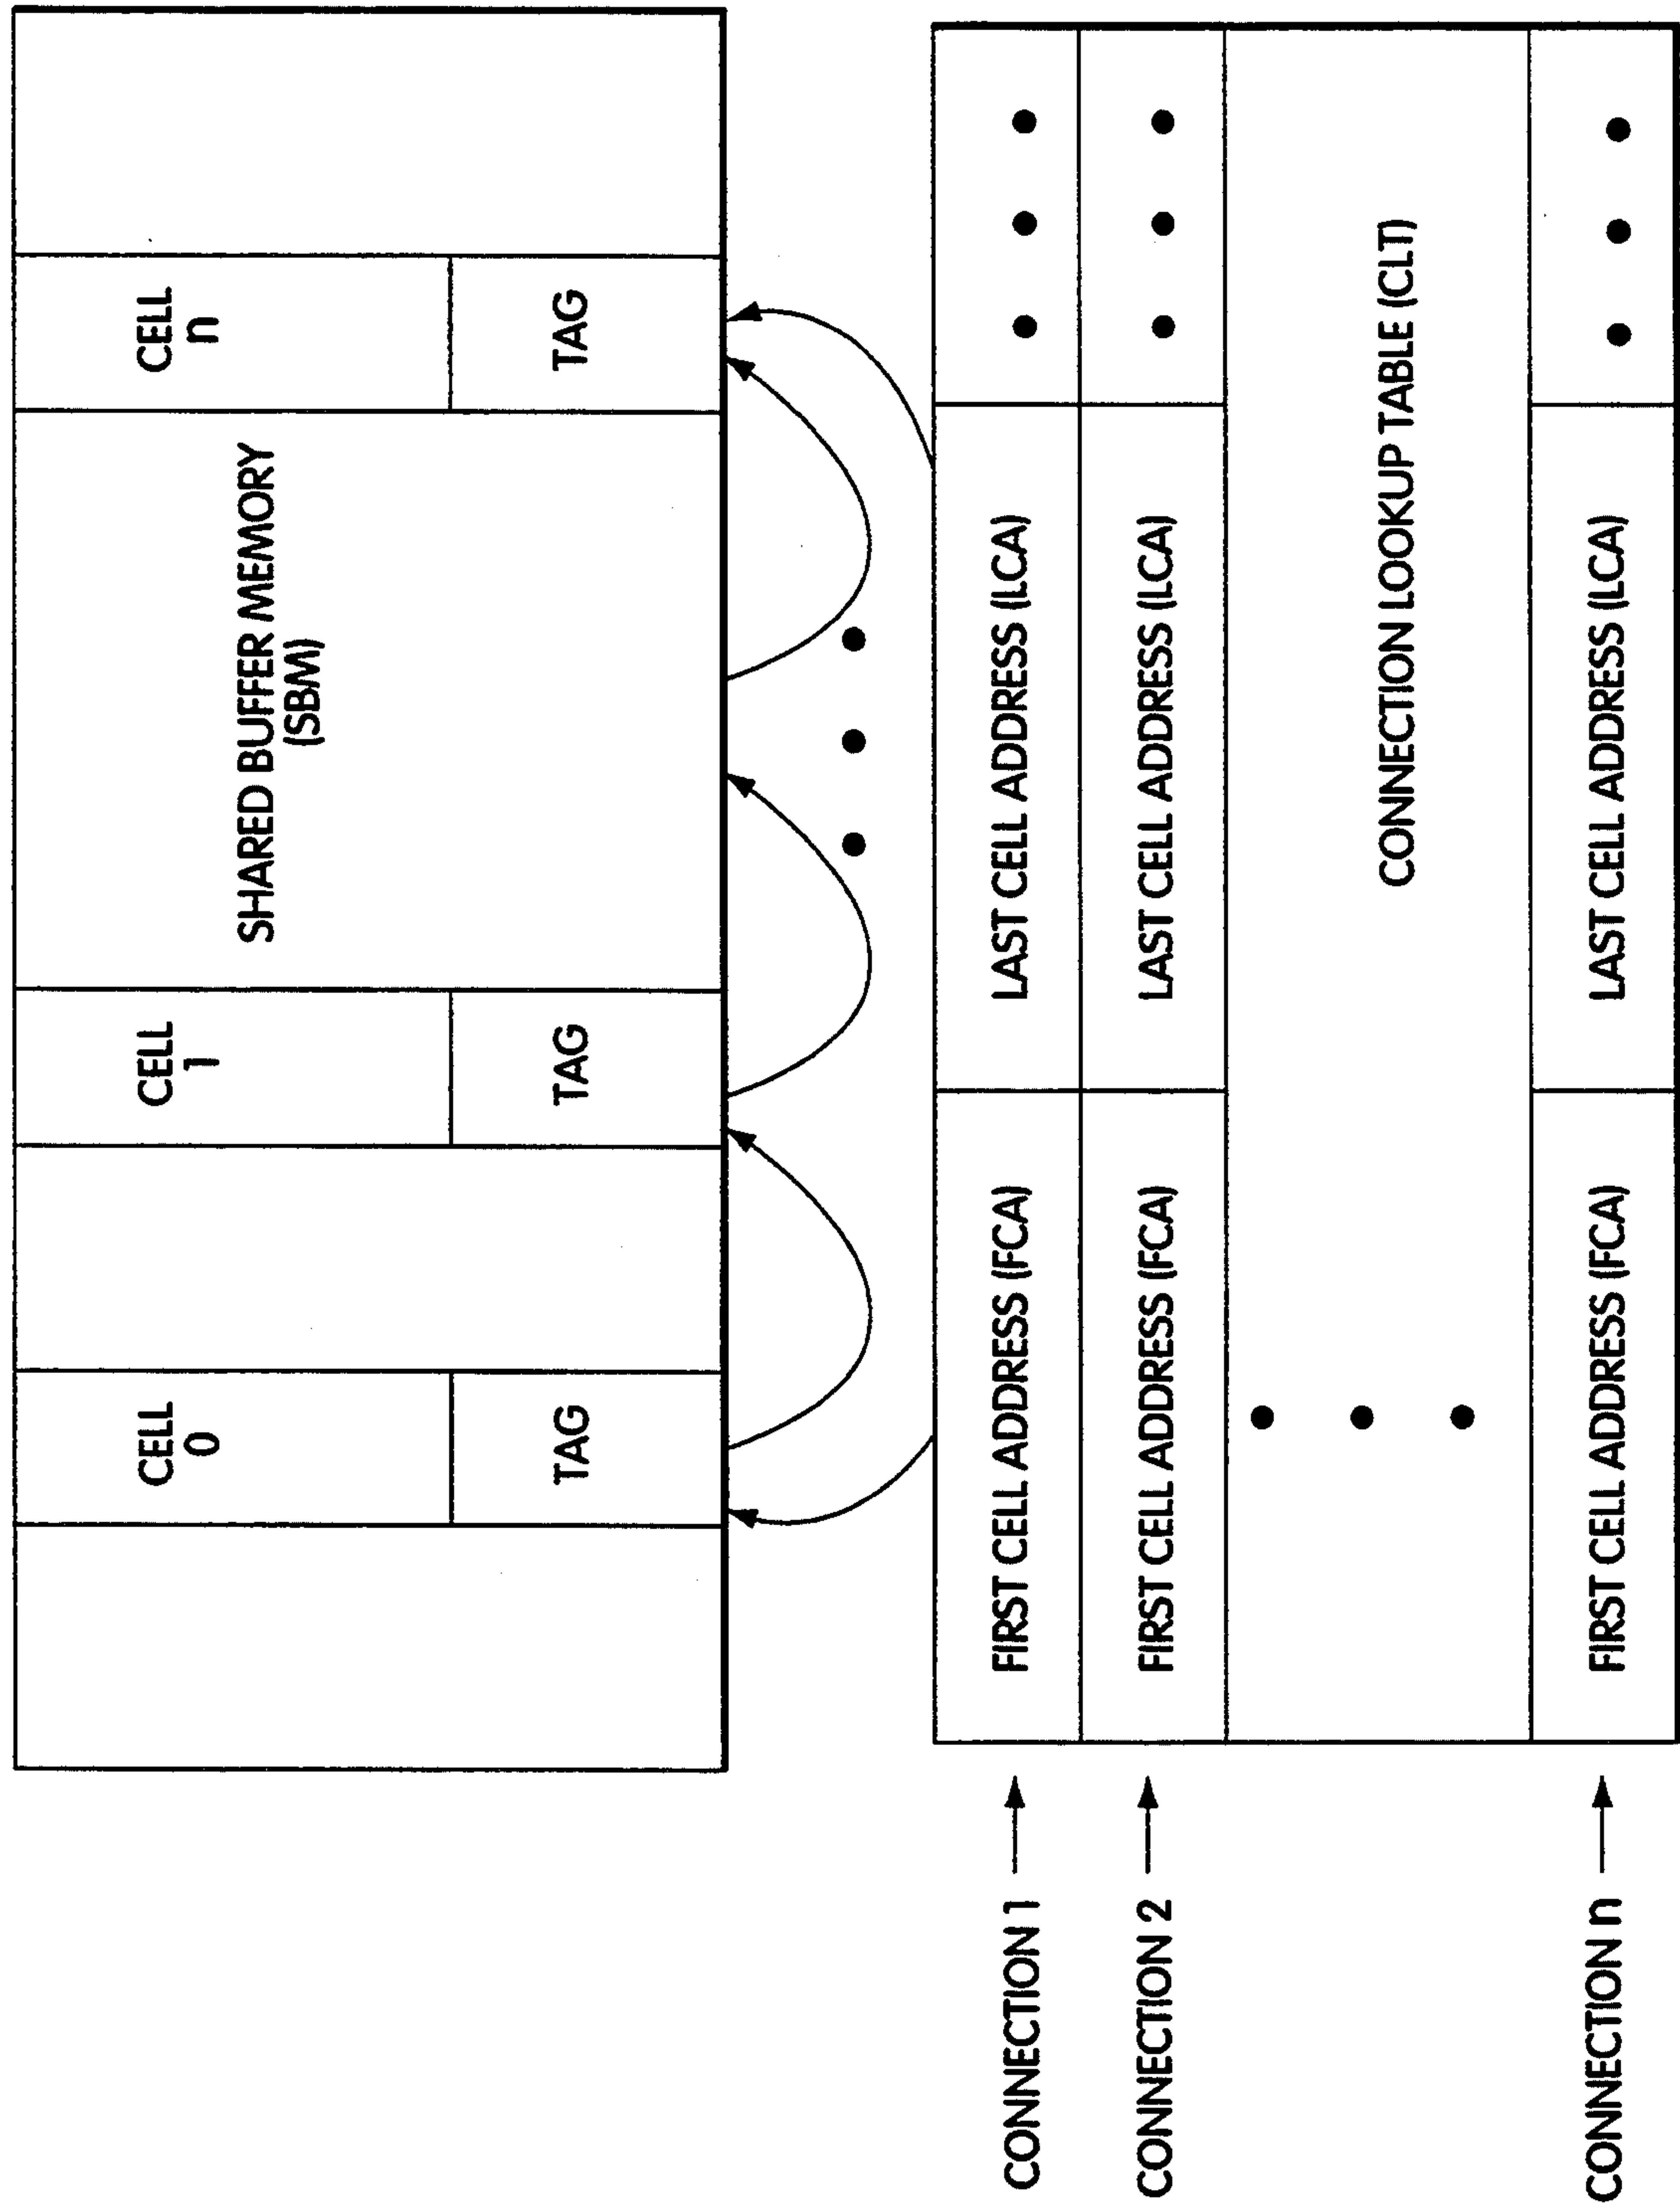 CELL
0
CELL
1
SHARED BUFFER MEMORY
(SBM)
CELL
n
TAG
TAG
TAG
CONNECTION 1
FIRST CELL ADDRESS (FCA)
LAST CELL ADDRESS (LCA)
CONNECTION 2
FIRST CELL ADDRESS (FCA)
LAST CELL ADDRESS (LCA)
CONNECTION LOOKUP TABLE (CLT)
CONNECTION n
FIRST CELL ADDRESS (FCA)
LAST CELL ADDRESS (LCA)